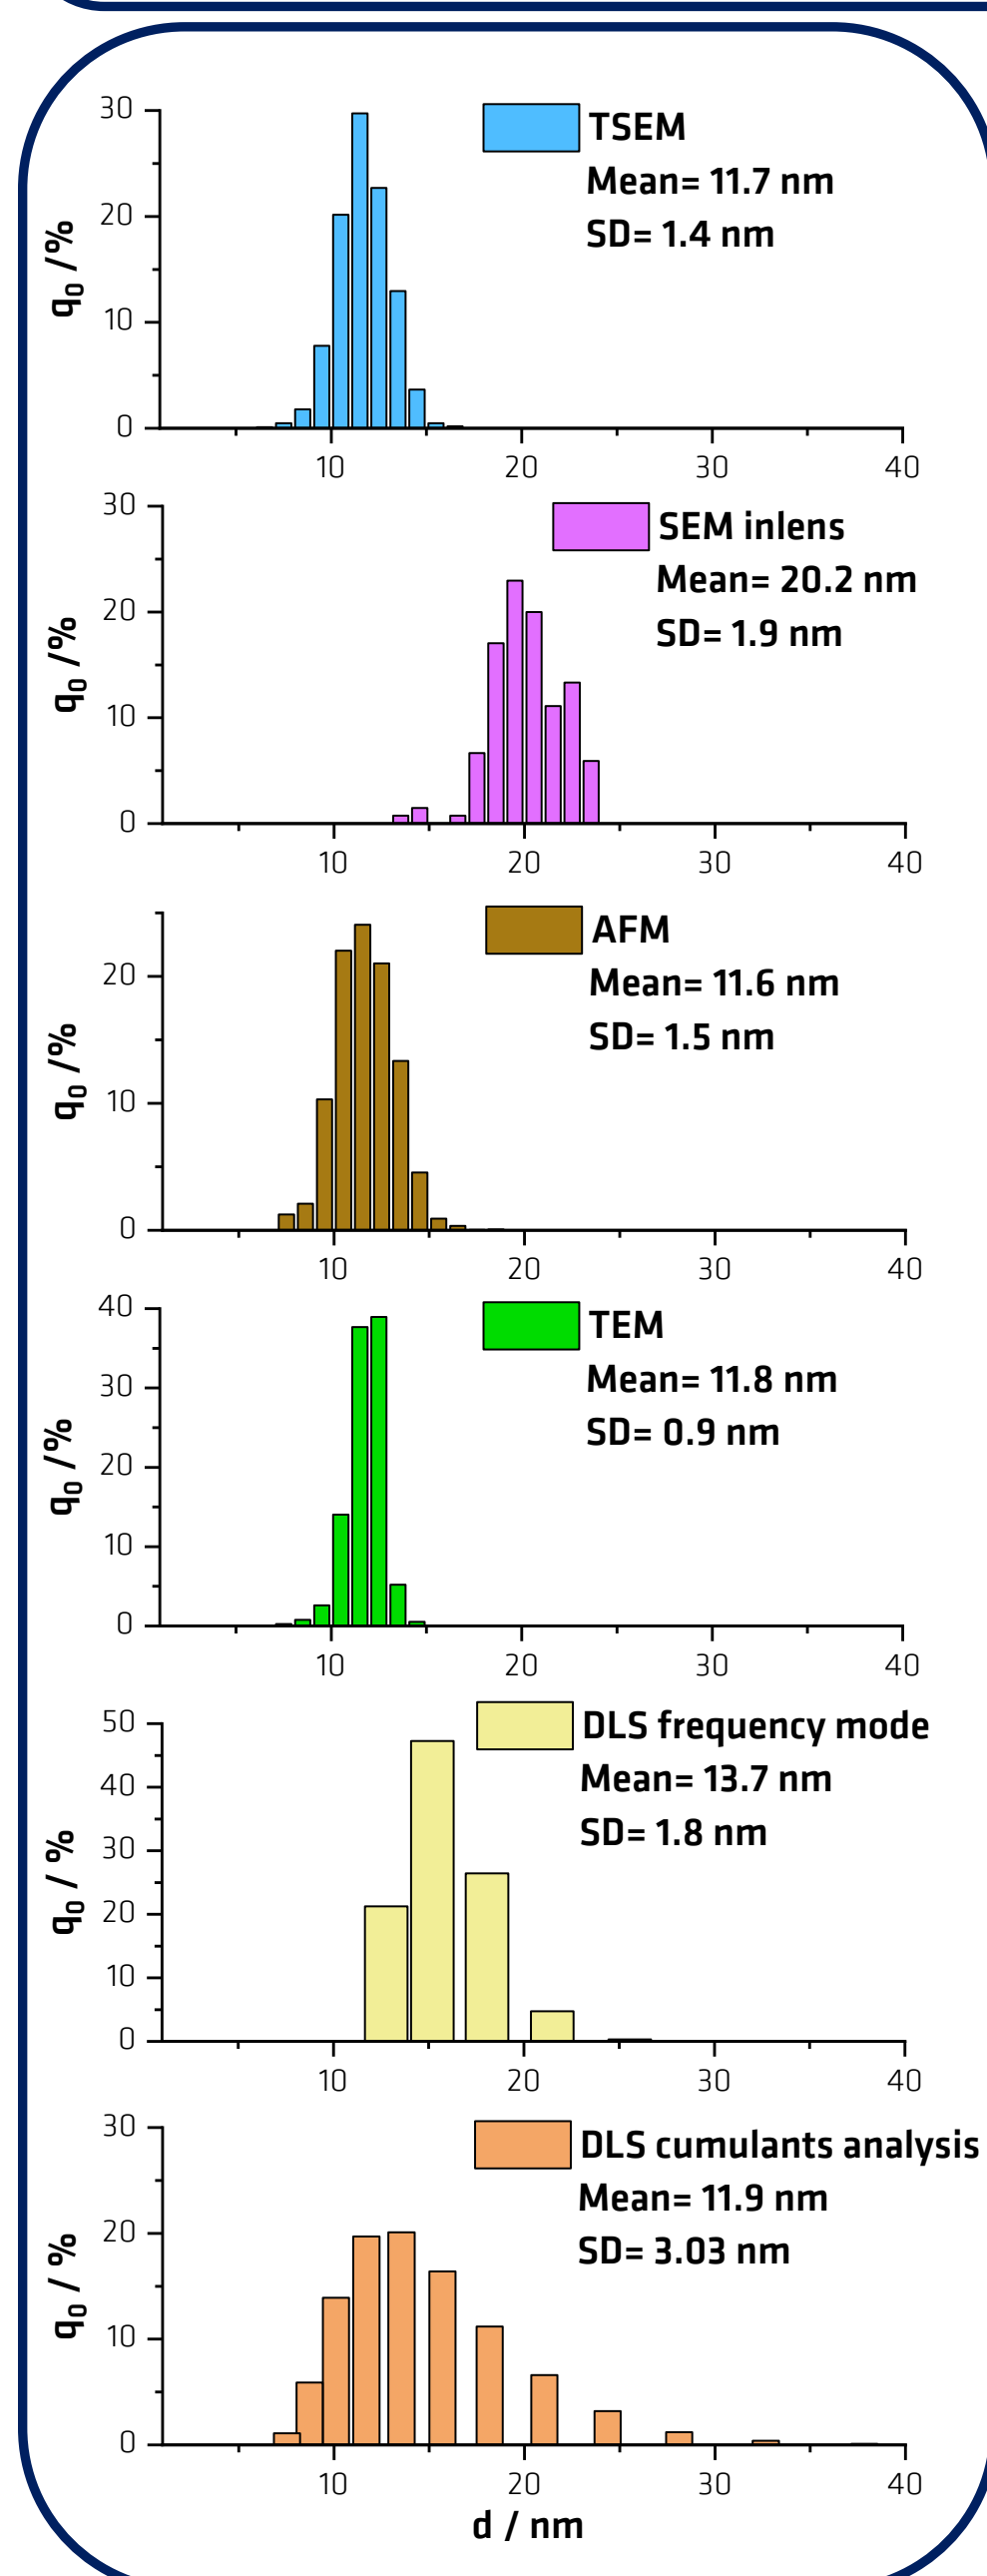 30
TSEM
Mean= 11.7 nm
SD= 1.4 nm
20
q0 /%
10
0
10 20 30 40
30
SEM inlens
Mean= 20.2 nm
SD= 1.9 nm
20
q0 /%
10
0
10 20 30 40
AFM
Mean= 11.6 nm
SD= 1.5 nm
20
q0 /%
10
0
10 20 30 40
40
TEM
Mean= 11.8 nm
SD= 0.9 nm
30
20
q0 /%
10
0
10 20 30 40
50
DLS frequency mode
Mean= 13.7 nm
SD= 1.8 nm
40
30
q0 / %
20
10
0
10 20 30 40
30
DLS cumulants analysis
Mean= 11.9 nm
SD= 3.03 nm
20
q0 / %
10
0
10 20 30 40
d / nm